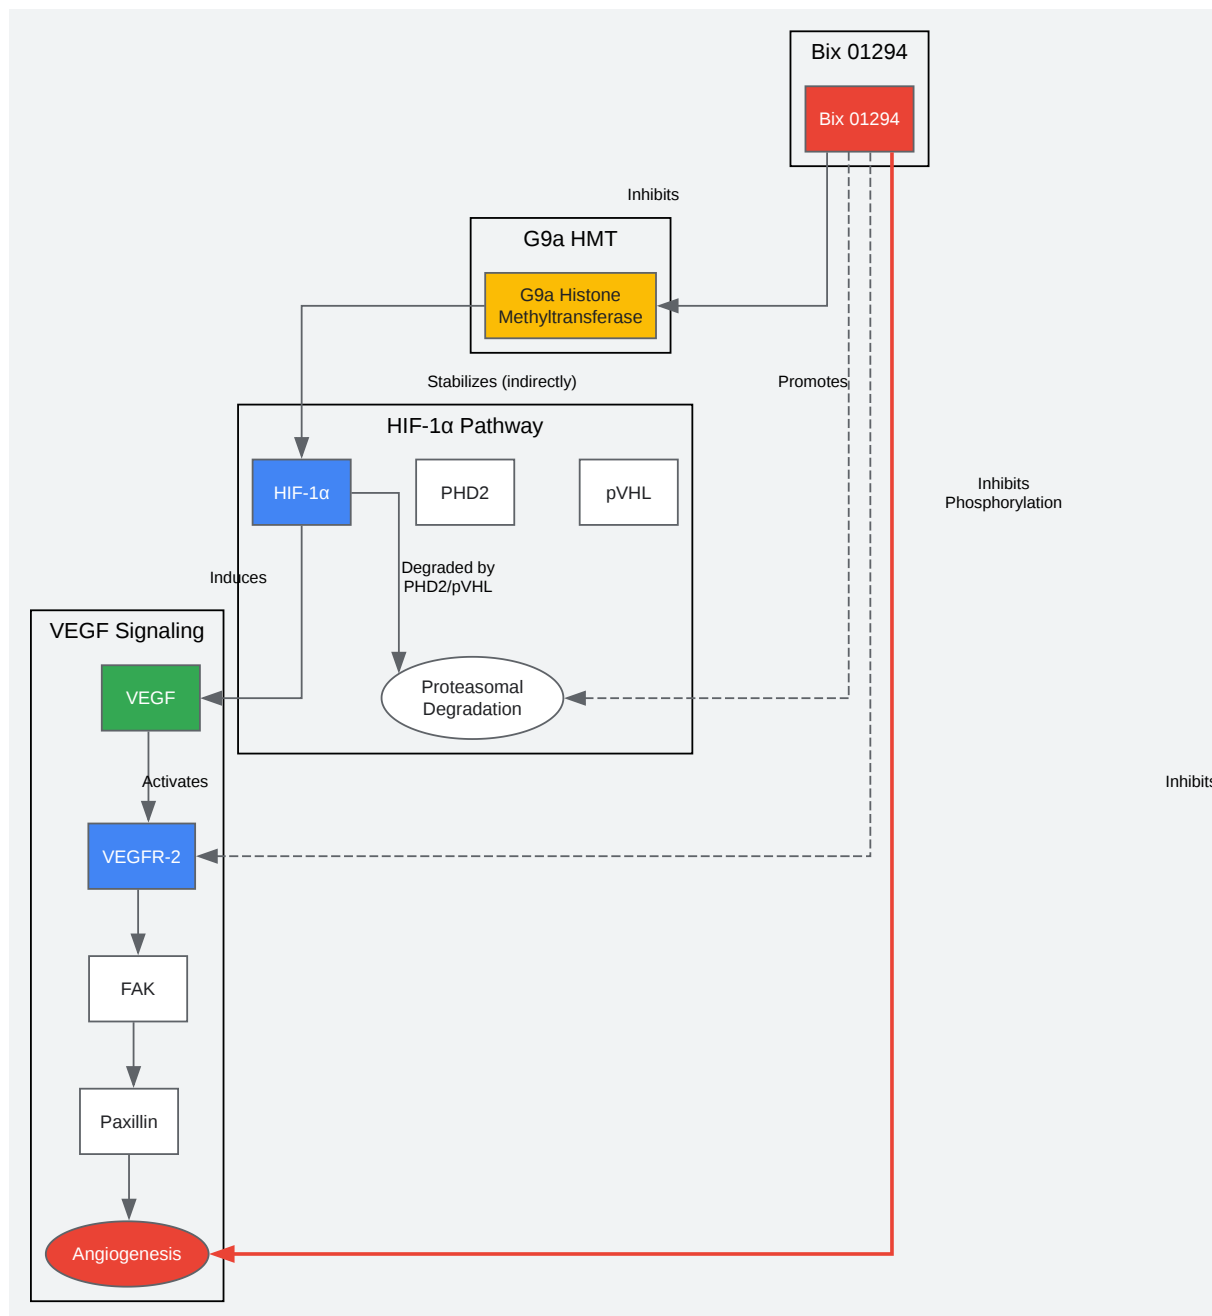 Bix 01294
Bix 01294
Inhibits
G9a HMT
G9a Histone
Methyltransferase
Stabilizes (indirectly)
Promotes
HIF-1α Pathway
HIF-1α
PHD2
pVHL
Inhibits
Phosphorylation
Degraded by
PHD2/pVHL
Induces
VEGF Signaling
VEGF
Proteasomal
Degradation
Activates
Inhibits
VEGFR-2
FAK
Paxillin
Angiogenesis